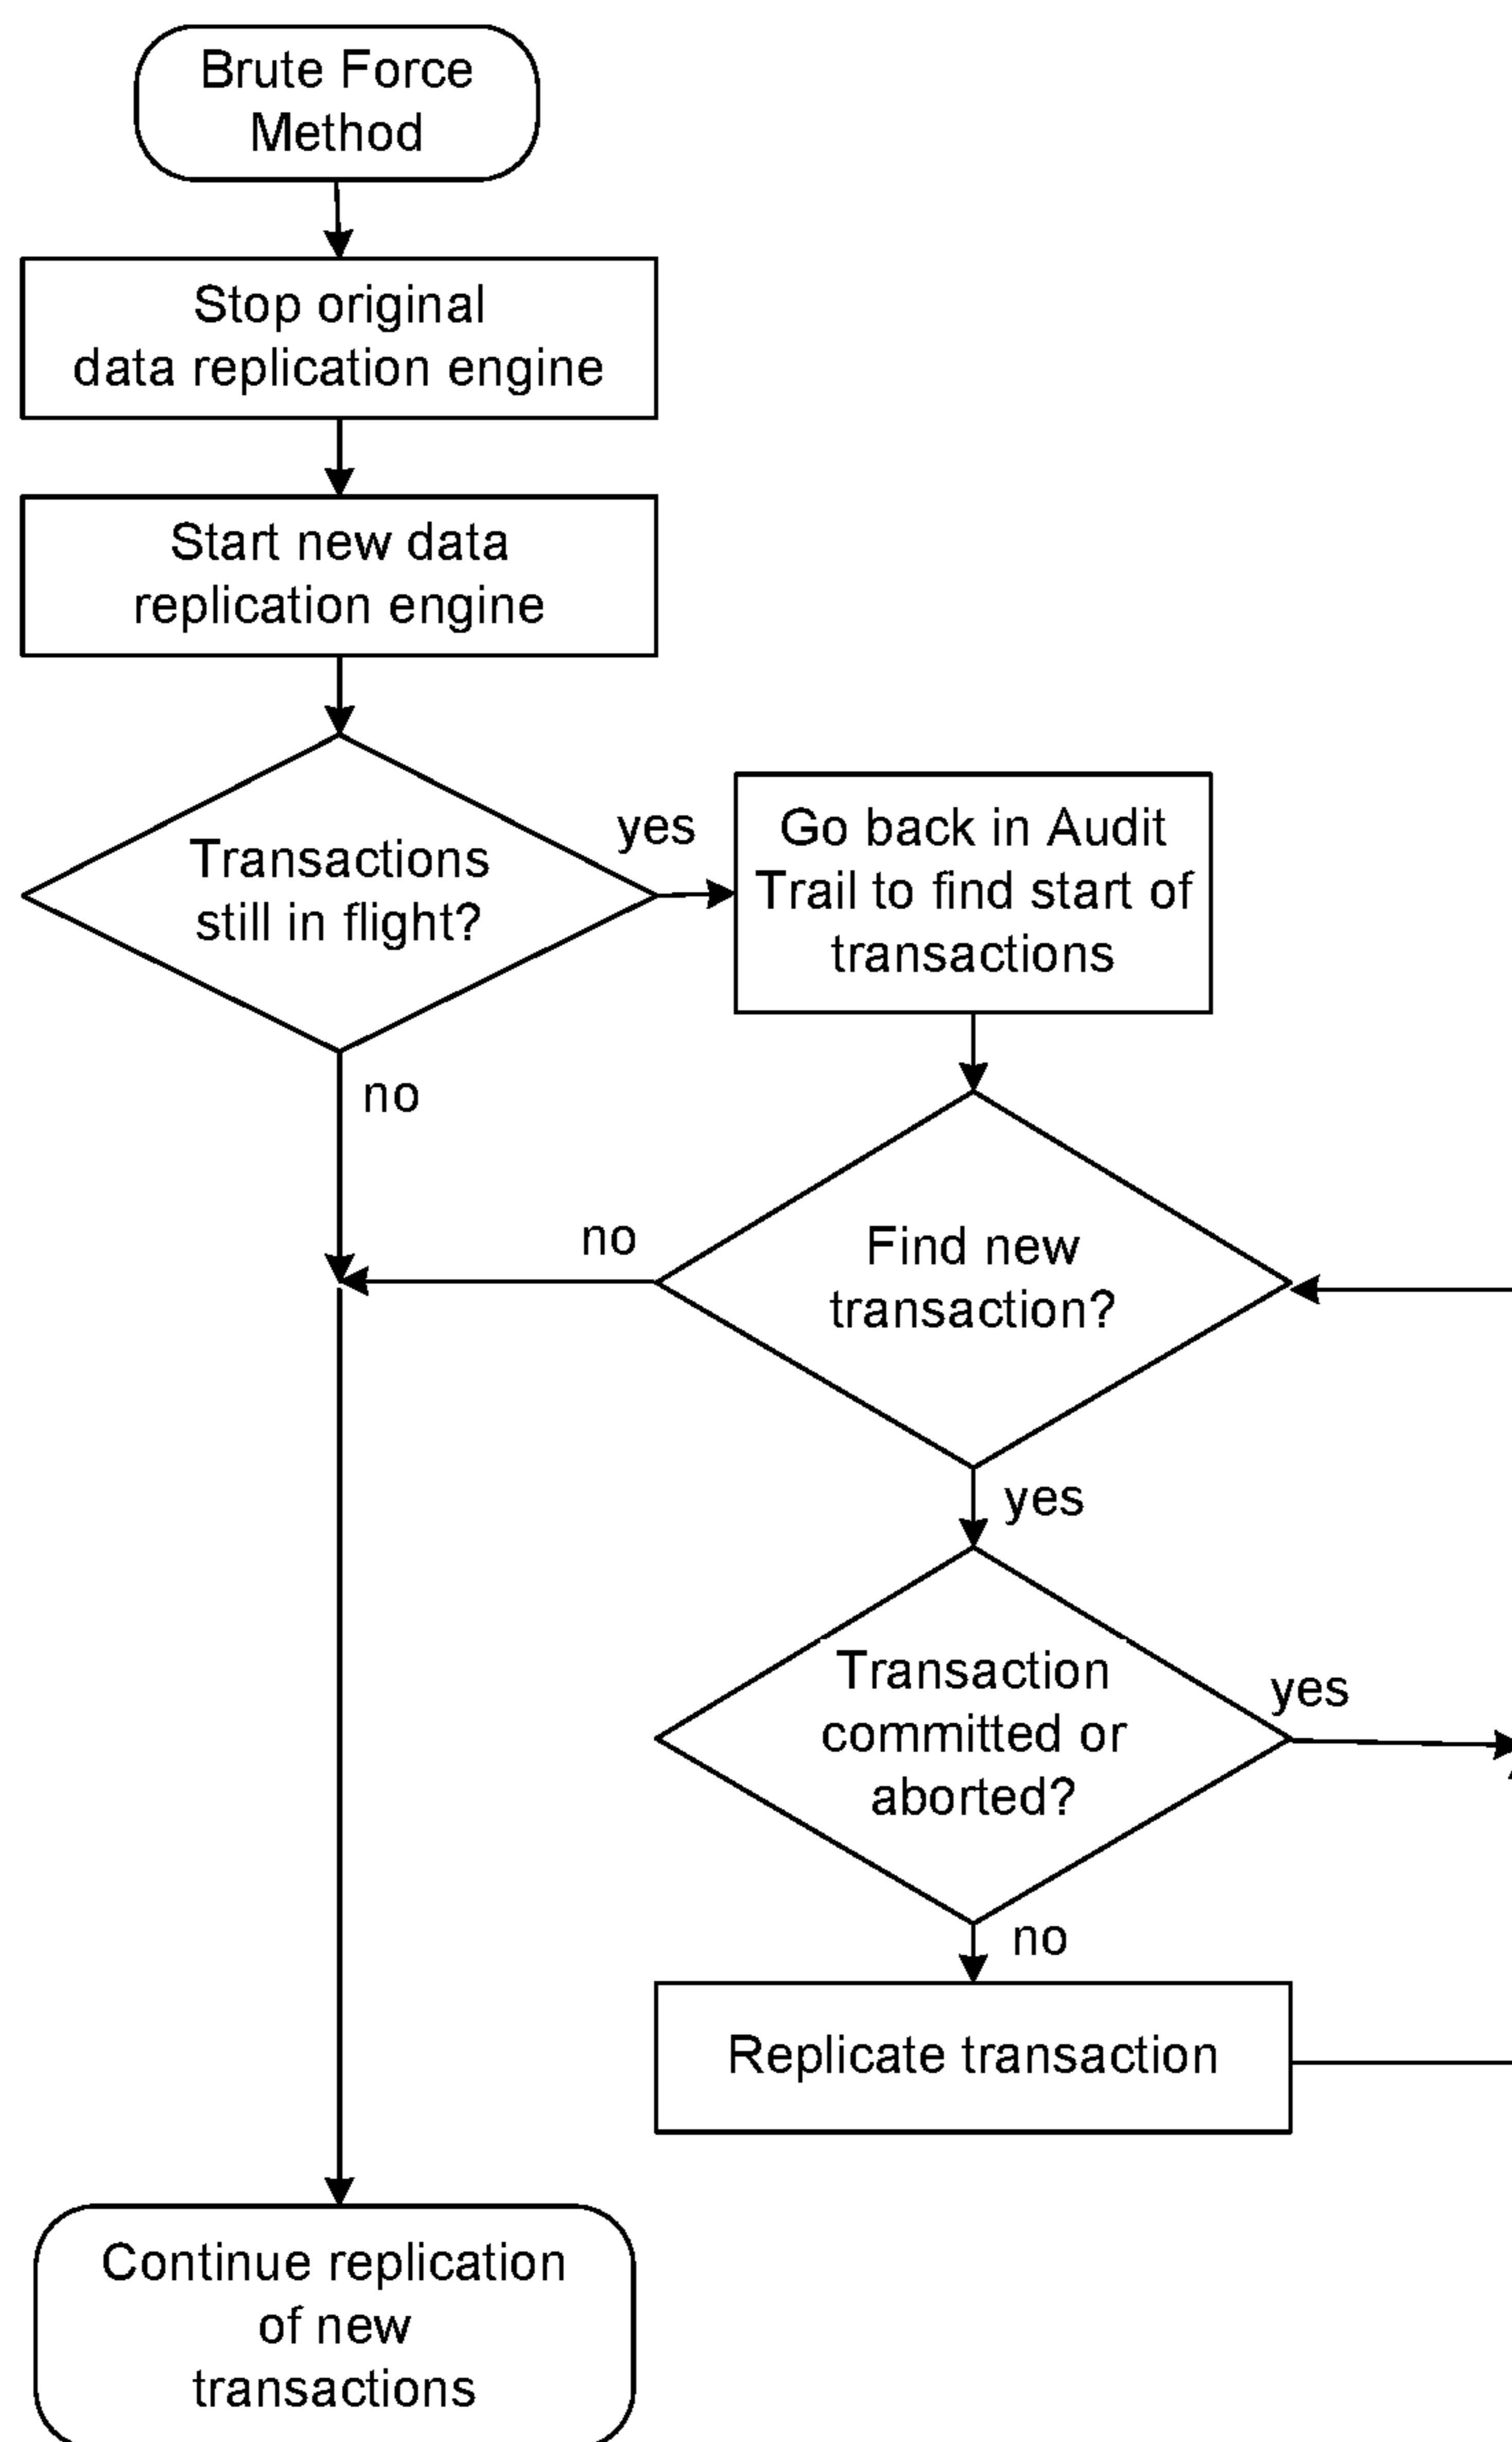 Brute Force
Method
Stop original
data replication engine
Start new data
replication engine
Transactions
still in flight?
yes
Go back in Audit
Trail to find start of
transactions
no
no
Find new
transaction?
yes
Transaction
committed or
aborted?
yes
no
Replicate transaction
Continue replication
of new
transactions